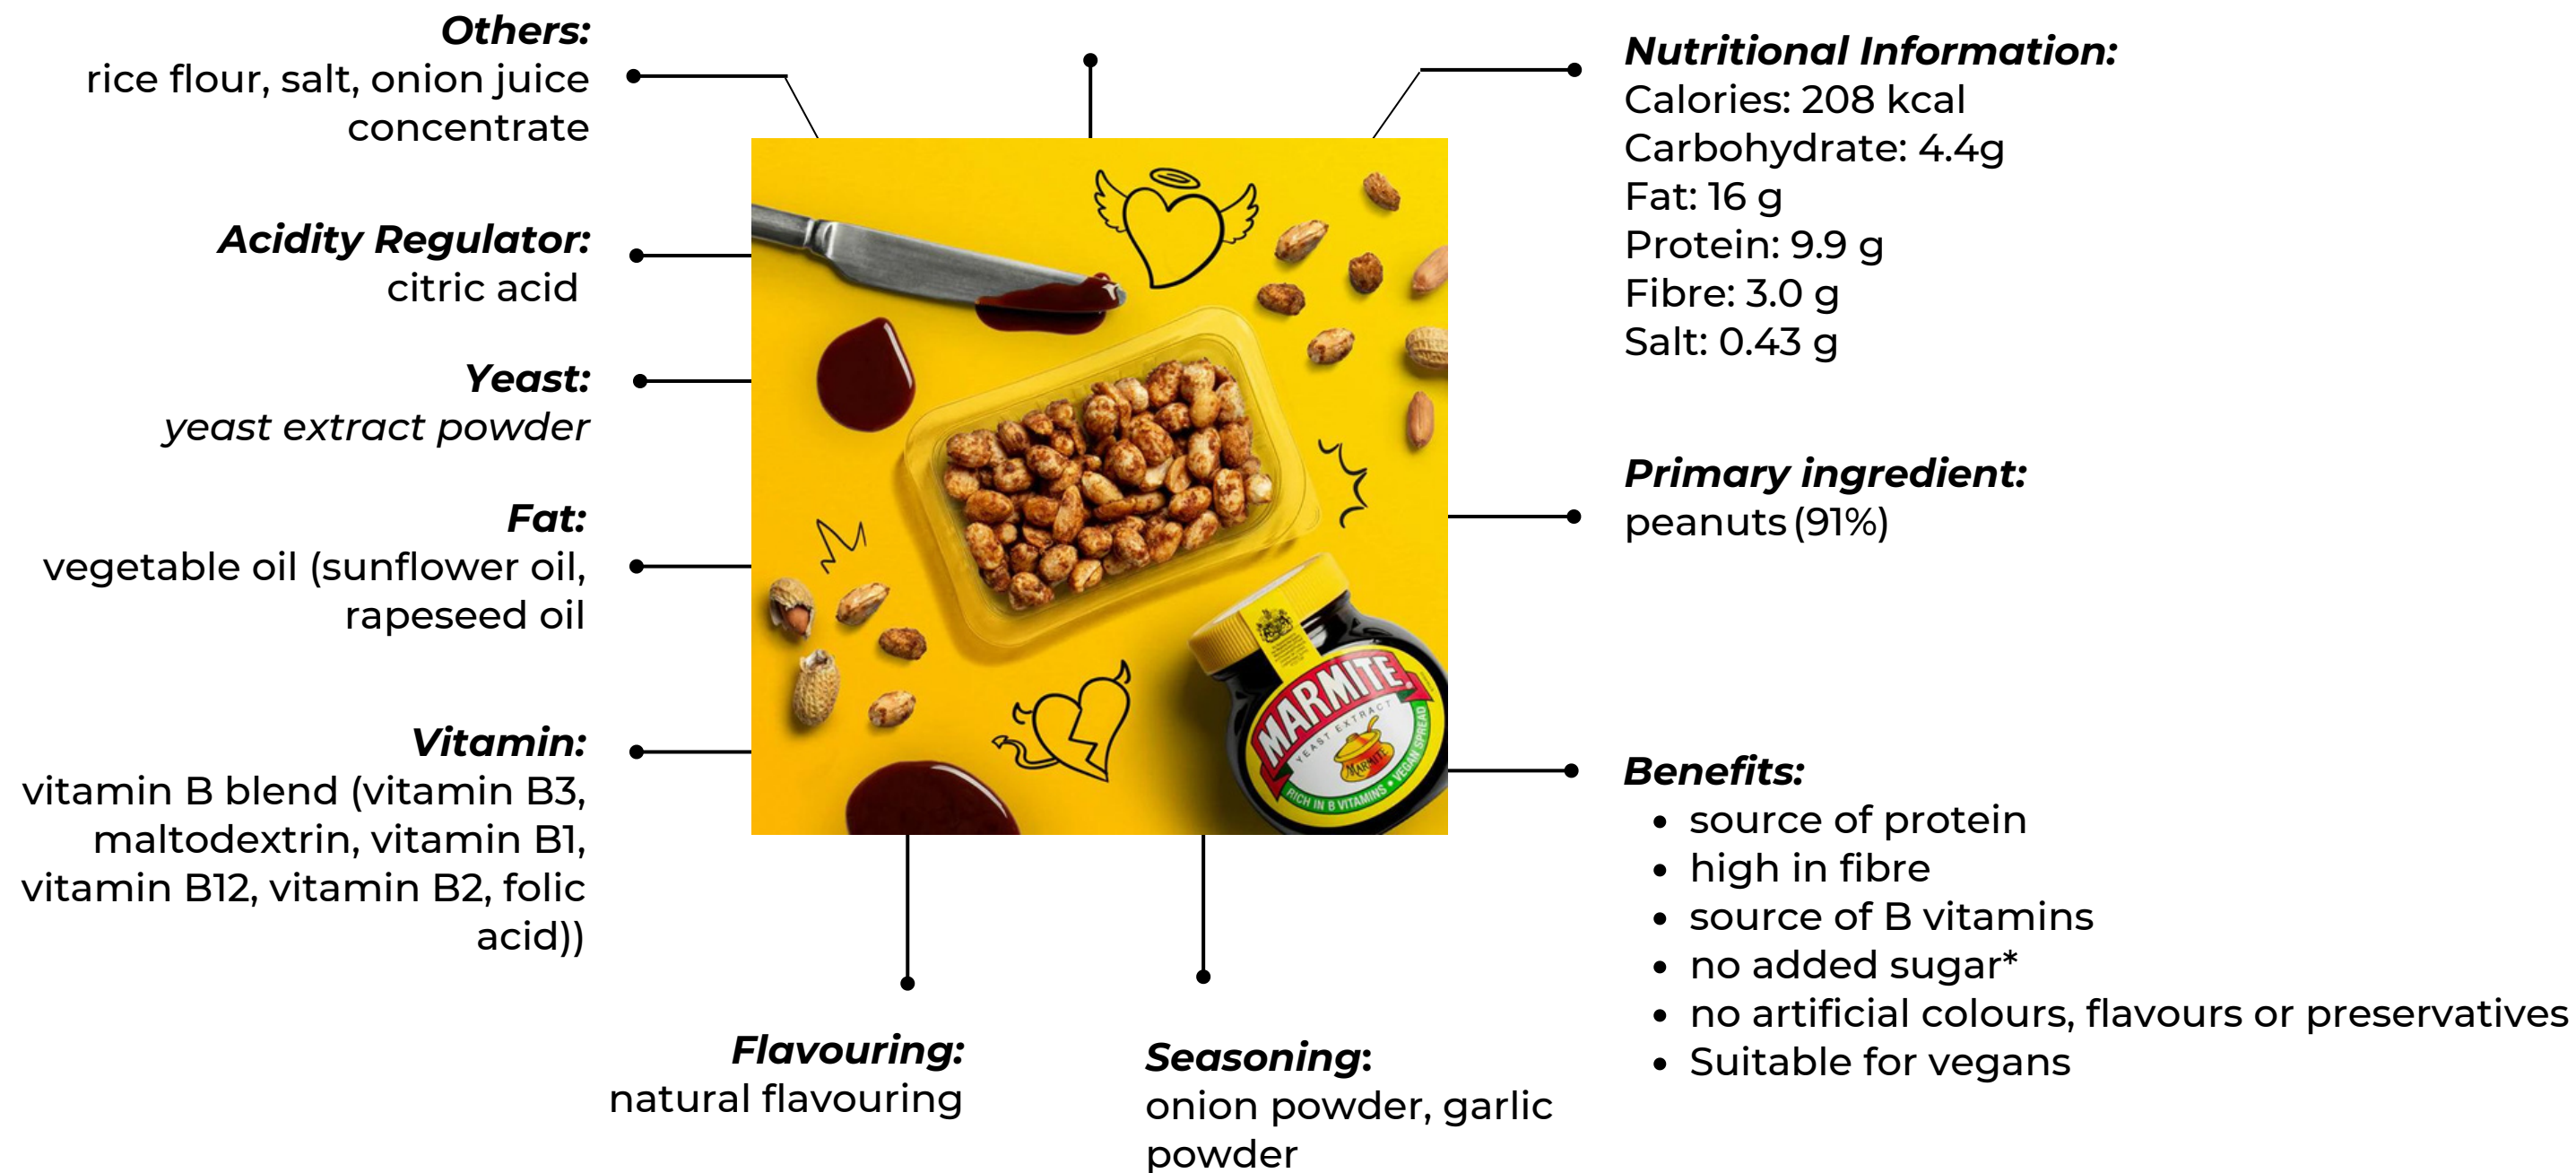 Others:
rice flour, salt, onion juice
concentrate
Acidity Regulator:
citric acid
Yeast:
yeast extract powder
Fat:
vegetable oil (sunflower oil,
rapeseed oil
Vitamin:
vitamin B blend (vitamin B3,
maltodextrin, vitamin B1,
vitamin B12, vitamin B2, folic
acid))
Flavouring:
natural flavouring
Seasoning:
onion powder, garlic
powder
Nutritional Information:
Calories: 208 kcal
Carbohydrate: 4.4g
Fat: 16 g
Protein: 9.9 g
Fibre: 3.0 g
Salt: 0.43 g
Primary ingredient:
peanuts (91%)
Benefits:
• source of protein
• high in fibre
• source of B vitamins
• no added sugar*
• no artificial colours, flavours or preservatives
• Suitable for vegans
MARMITE
YEAST EXTRACT
MARMITE
RICH IN B VITAMINS • VEGAN SPREAD